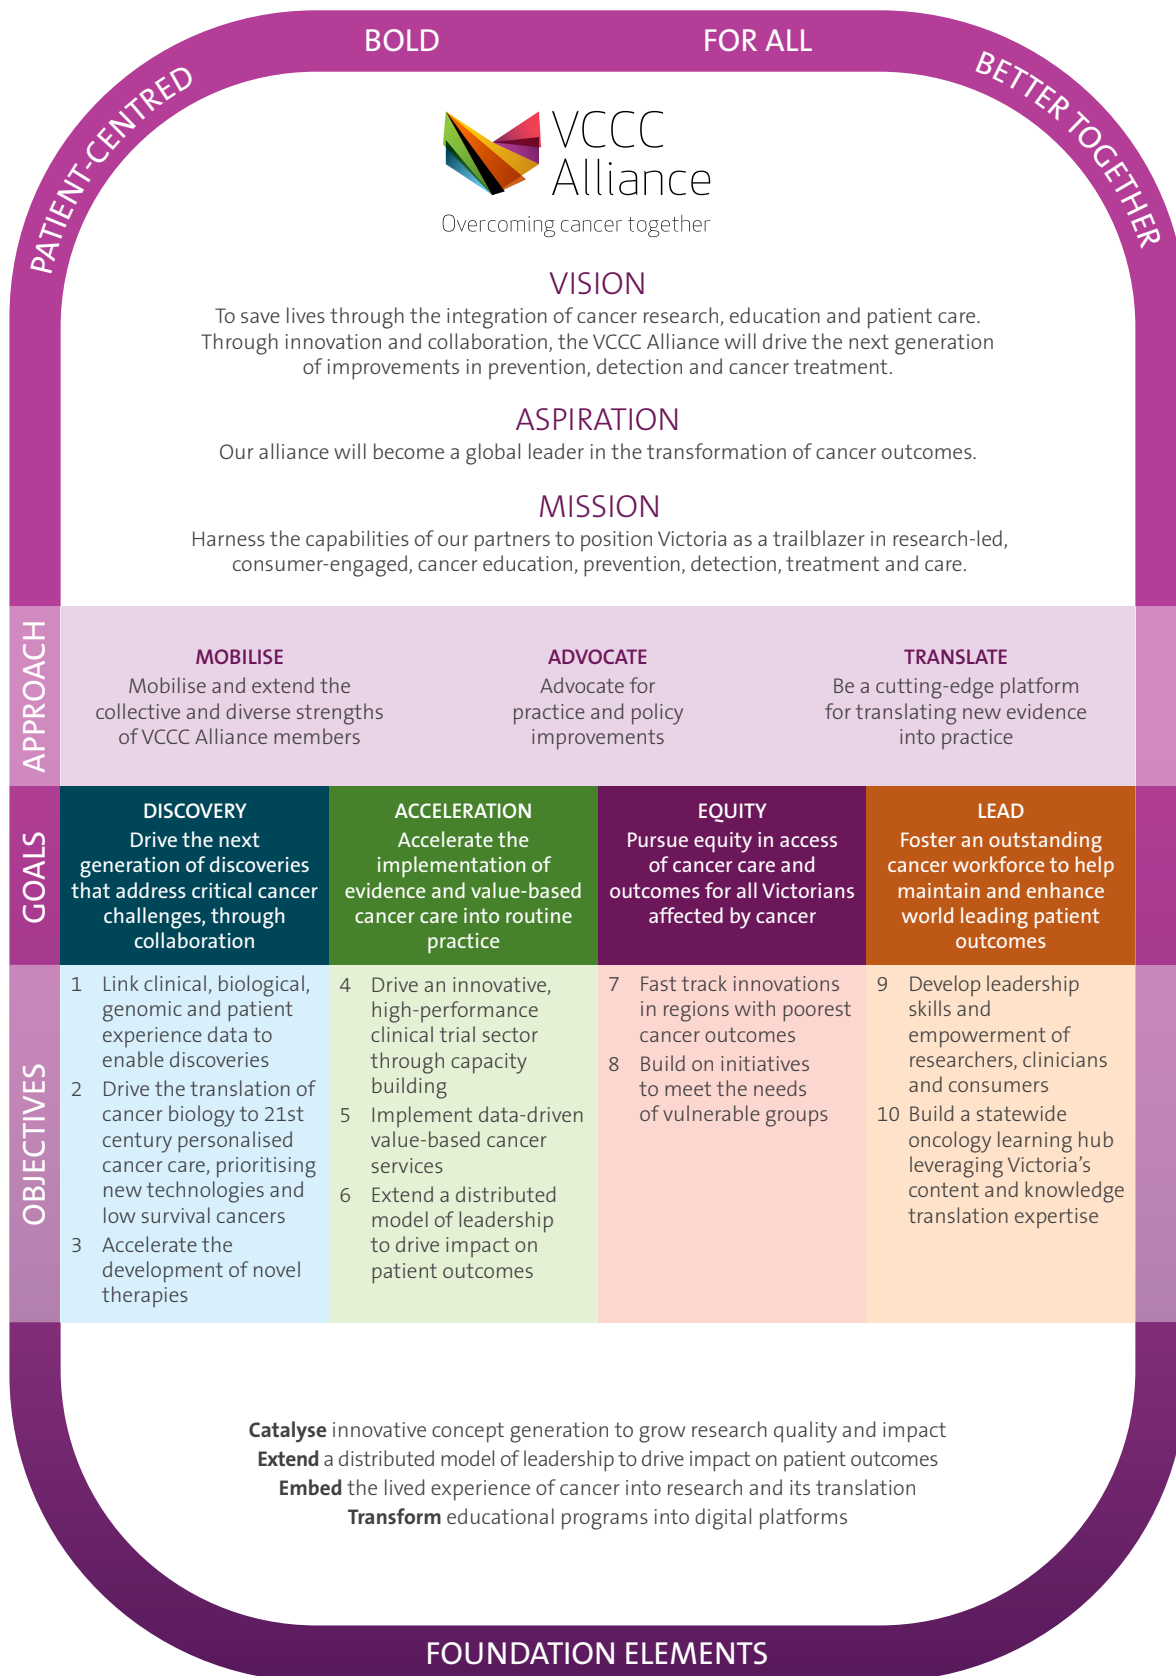 PATIENT-CENTRED
BOLD
FOR ALL
BETTER TOGETHER
VCCC
Alliance
Overcoming cancer together
VISION
To save lives through the integration of cancer research, education and patient care.
Through innovation and collaboration, the VCCC Alliance will drive the next generation
of improvements in prevention, detection and cancer treatment.
ASPIRATION
Our alliance will become a global leader in the transformation of cancer outcomes.
MISSION
Harness the capabilities of our partners to position Victoria as a trailblazer in research-led,
consumer-engaged, cancer education, prevention, detection, treatment and care.
APPROACH
MOBILISE
Mobilise and extend the
collective and diverse strengths
of VCCC Alliance members
ADVOCATE
Advocate for
practice and policy
improvements
TRANSLATE
Be a cutting-edge platform
for translating new evidence
into practice
GOALS
DISCOVERY
Drive the next
generation of discoveries
that address critical cancer
challenges, through
collaboration
ACCELERATION
Accelerate the
implementation of
evidence and value-based
cancer care into routine
practice
EQUITY
Pursue equity in access
of cancer care and
outcomes for all Victorians
affected by cancer
LEAD
Foster an outstanding
cancer workforce to help
maintain and enhance
world leading patient
outcomes
OBJECTIVES
1 Link clinical, biological,
genomic and patient
experience data to
enable discoveries
2 Drive the translation of
cancer biology to 21st
century personalised
cancer care, prioritising
new technologies and
low survival cancers
3 Accelerate the
development of novel
therapies
4 Drive an innovative,
high-performance
clinical trial sector
through capacity
building
5 Implement data-driven
value-based cancer
services
6 Extend a distributed
model of leadership
to drive impact on
patient outcomes
7 Fast track innovations
in regions with poorest
cancer outcomes
8 Build on initiatives
to meet the needs
of vulnerable groups
9 Develop leadership
skills and
empowerment of
researchers, clinicians
and consumers
10 Build a statewide
oncology learning hub
leveraging Victoria's
content and knowledge
translation expertise
Catalyse innovative concept generation to grow research quality and impact
Extend a distributed model of leadership to drive impact on patient outcomes
Embed the lived experience of cancer into research and its translation
Transform educational programs into digital platforms
FOUNDATION ELEMENTS